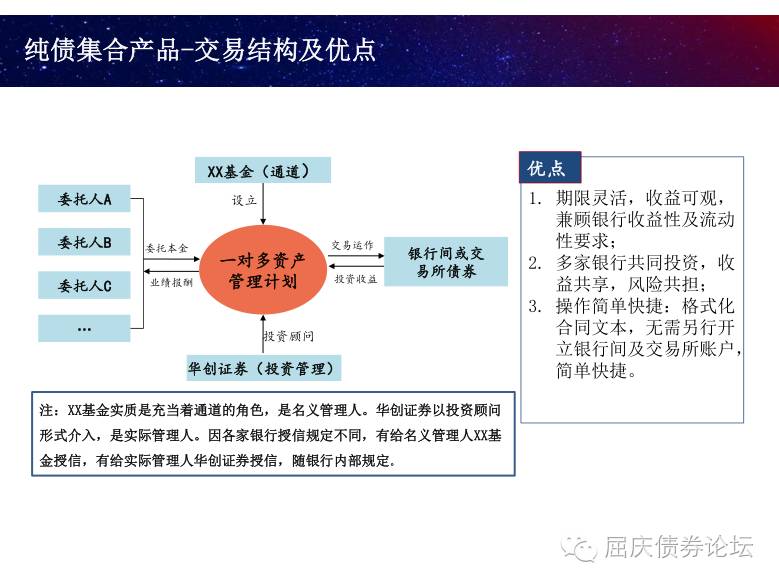 纯债集合产品-交易结构及优点
XX基金（通道）
设立
委托人A
委托人B
委托人C
…
委托本金
业绩报酬
一对多资产
管理计划
交易运作
投资收益
银行间或交
易所债券
投资顾问
华创证券（投资管理）
优点
1. 期限灵活，收益可观，
兼顾银行收益性及流动
性要求；
2. 多家银行共同投资，收
益共享，风险共担；
3. 操作简单快捷：格式化
合同文本，无需另行开
立银行间及交易所账户，
简单快捷。
注：XX基金实质是充当着通道的角色，是名义管理人。华创证券以投资顾问
形式介入，是实际管理人。因各家银行授信规定不同，有给名义管理人XX基
金授信，有给实际管理人华创证券授信，随银行内部规定。
屈庆债券论坛